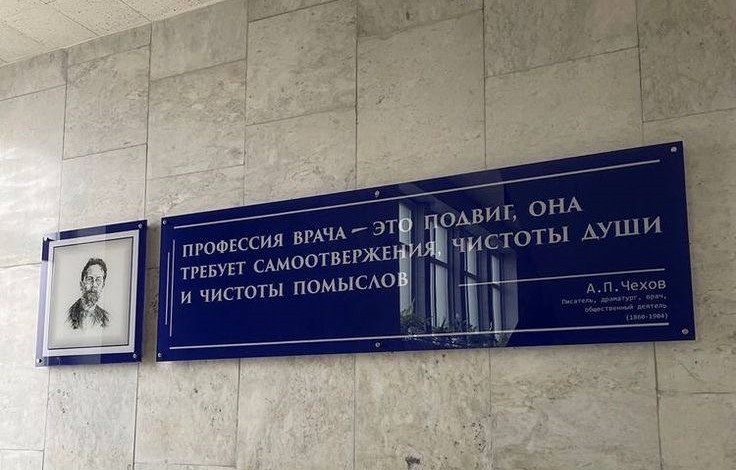 ПРОФЕССИЯ ВРАЧА – ЭТО ПОДВИГ, ОНА
ТРЕБУЕТ САМООТВЕРЖЕНИЯ, ЧИСТОТЫ ДУШИ
И ЧИСТОТЫ ПОМЫСЛОВ
А.П.Чехов
Писатель, драматург, врач,
общественный деятель
(1860-1904)